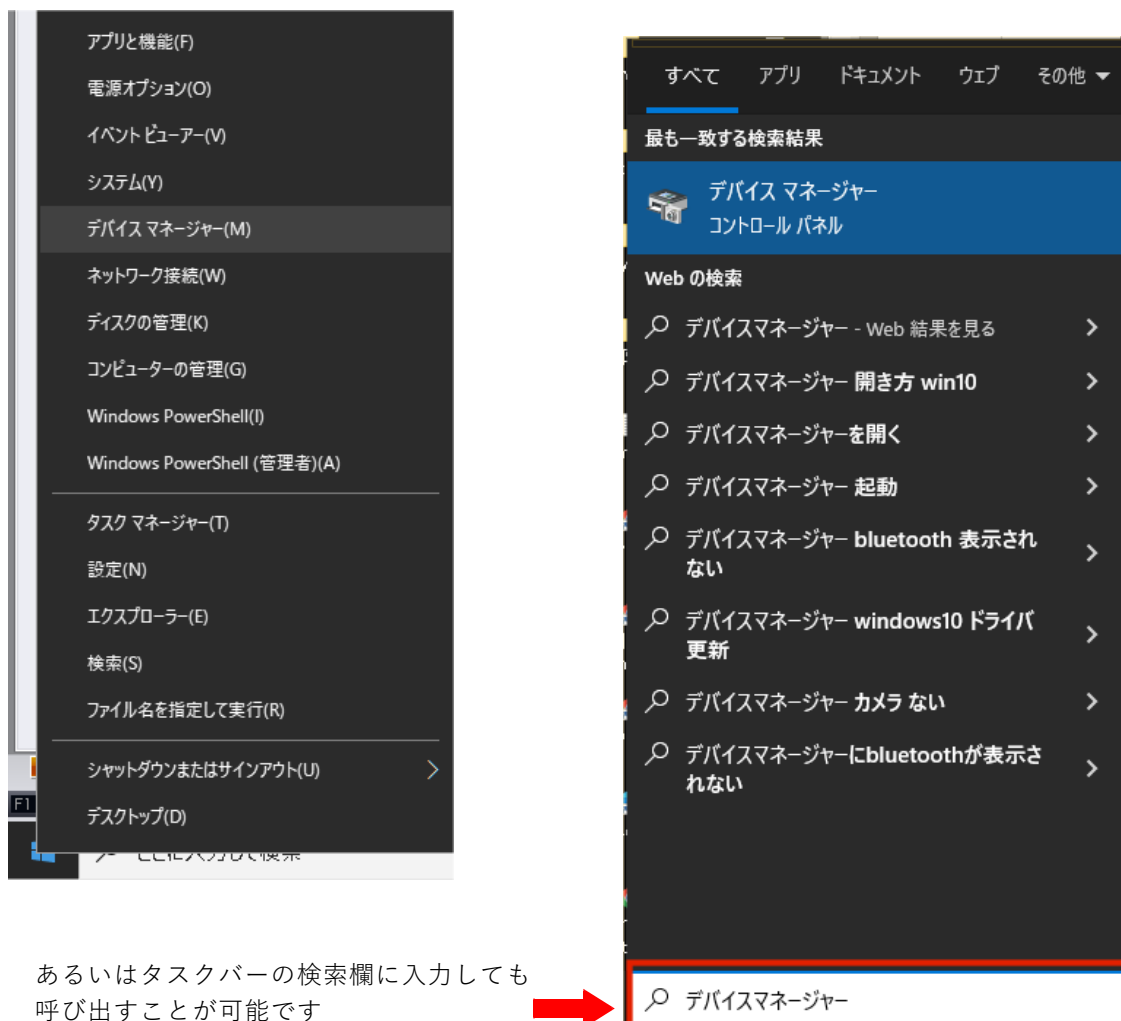 アプリと機能(F)
電源オプション(O)
イベント ビューアー(V)
システム(Y)
デバイス マネージャー(M)
ネットワーク接続(W)
ディスクの管理(K)
コンピューターの管理(G)
Windows PowerShell(I)
Windows PowerShell (管理者)(A)
タスク マネージャー(T)
設定(N)
エクスプローラー(E)
検索(S)
ファイル名を指定して実行(R)
シャットダウンまたはサインアウト(U)
デスクトップ(D)
F1
ここに入力して検索
あるいはタスクバーの検索欄に入力しても
呼び出すことが可能です
すべて アプリ ドキュメント ウェブ その他
最も一致する検索結果
デバイス マネージャー
コントロール パネル
Web の検索
デバイスマネージャー - Web 結果を見る
デバイスマネージャー 開き方 win10
デバイスマネージャーを開く
デバイスマネージャー 起動
デバイスマネージャー bluetooth 表示され
ない
デバイスマネージャー windows10 ドライバ
更新
デバイスマネージャー カメラ ない
デバイスマネージャーにbluetoothが表示さ
れない
デバイスマネージャー